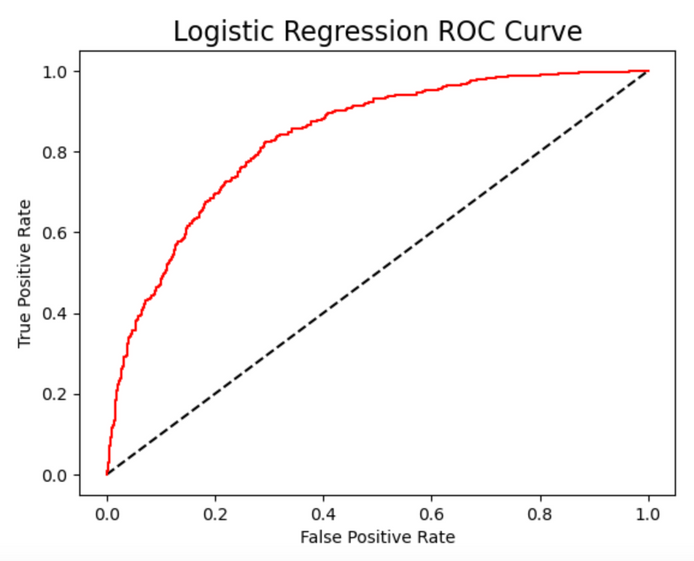 Logistic Regression ROC Curve
1.0
0.8
0.6
0.4
0.2
0.0
True Positive Rate
0.0 0.2 0.4 0.6 0.8 1.0
False Positive Rate